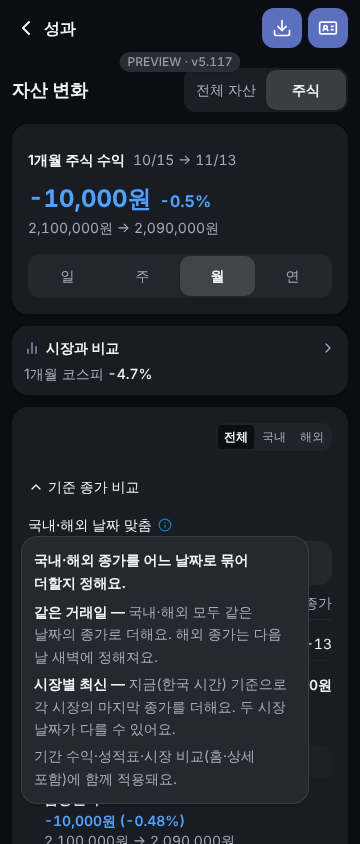 성과
PREVIEW · v5.117
자산 변화
전체 자산 주식
1개월 주식 수익 10/15 → 11/13
-10,000원 -0.5%
2,100,000원 → 2,090,000원
일 주 월 연
시장과 비교
1개월 코스피 -4.7%
전체 국내 해외
기준 종가 비교
국내·해외 날짜 맞춤
국내·해외 종가를 어느 날짜로 묶어
더할지 정해요.
같은 거래일 — 국내·해외 모두 같은
날짜의 종가로 더해요. 해외 종가는 다음
날 새벽에 정해져요.
시장별 최신 — 지금(한국 시간) 기준으로
각 시장의 마지막 종가를 더해요. 두 시장
날짜가 다를 수 있어요.
기간 수익·성적표·시장 비교(홈·상세
포함)에 함께 적용돼요.
종가
-13
0원
-10,000원 (-0.48%)
2,100,000원 → 2,090,000원